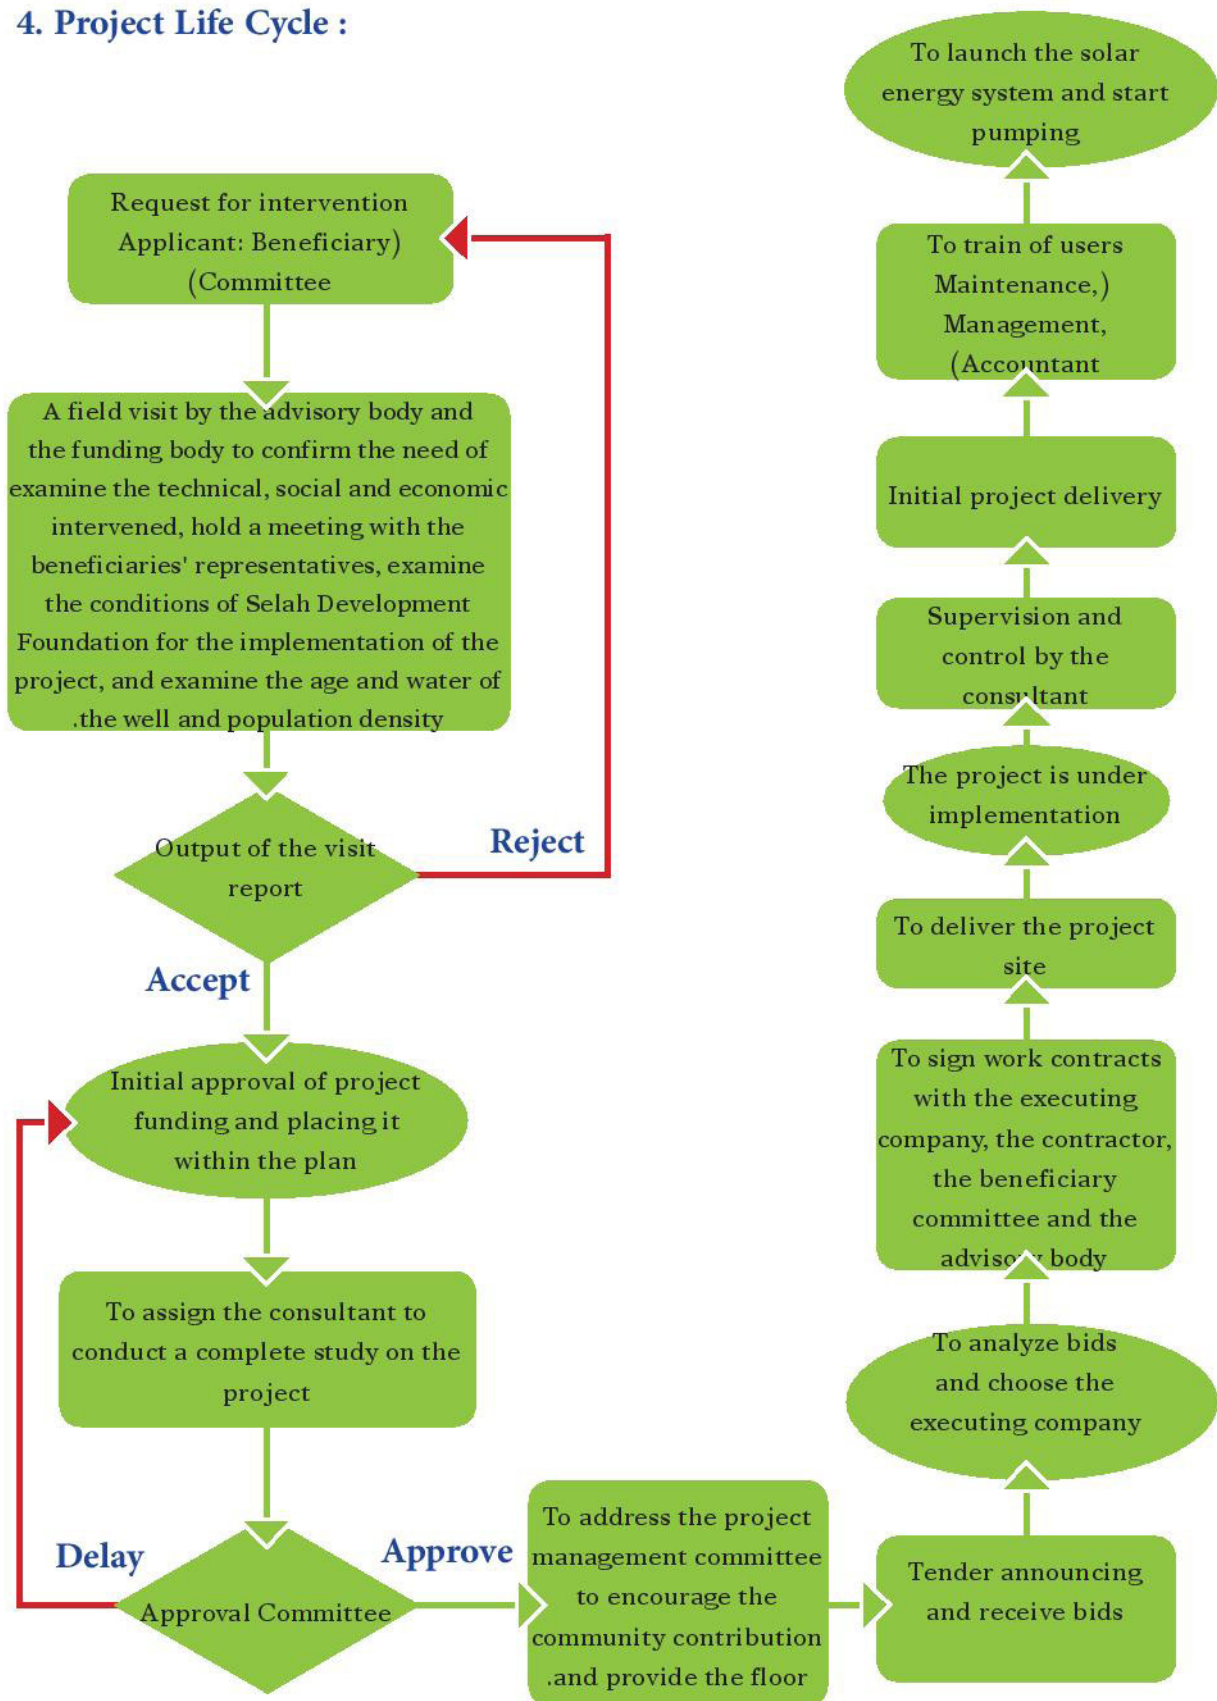 4. Project Life Cycle :
Request for intervention
Applicant: Beneficiary)
(Committee
A field visit by the advisory body and
the funding body to confirm the need of
examine the technical, social and economic
intervened, hold a meeting with the
beneficiaries' representatives, examine
the conditions of Selah Development
Foundation for the implementation of the
project, and examine the age and water of
.the well and population density
Output of the visit
report
Reject
Accept
Initial approval of project
funding and placing it
within the plan
To assign the consultant to
conduct a complete study on the
project
Delay
Approval Committee
Approve
To address the project
management committee
to encourage the
community contribution
.and provide the floor
Tender announcing
and receive bids
To analyze bids
and choose the
executing company
To sign work contracts
with the executing
company, the contractor,
the beneficiary
committee and the
advisory body
To deliver the project
site
The project is under
implementation
Supervision and
control by the
consultant
Initial project delivery
To train of users
Maintenance,)
Management,
(Accountant
To launch the solar
energy system and start
pumping